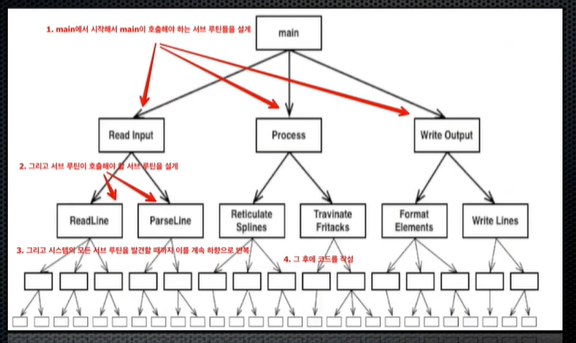 1. main에서 시작해서 main이 호출해야 하는 서브 루틴들을 설계
main
Read Input
Process
Write Output
2. 그리고 서브 루틴이 호출해야 할 서브 루틴을 설계
ReadLine
ParseLine
Reticulate
Splines
Travinate
Fritacks
Format
Elements
Write Lines
3. 그리고 시스템의 모든 서브 루틴을 발견할 때까지 이를 계속 하향으로 반복
4. 그 후에 코드를 작성